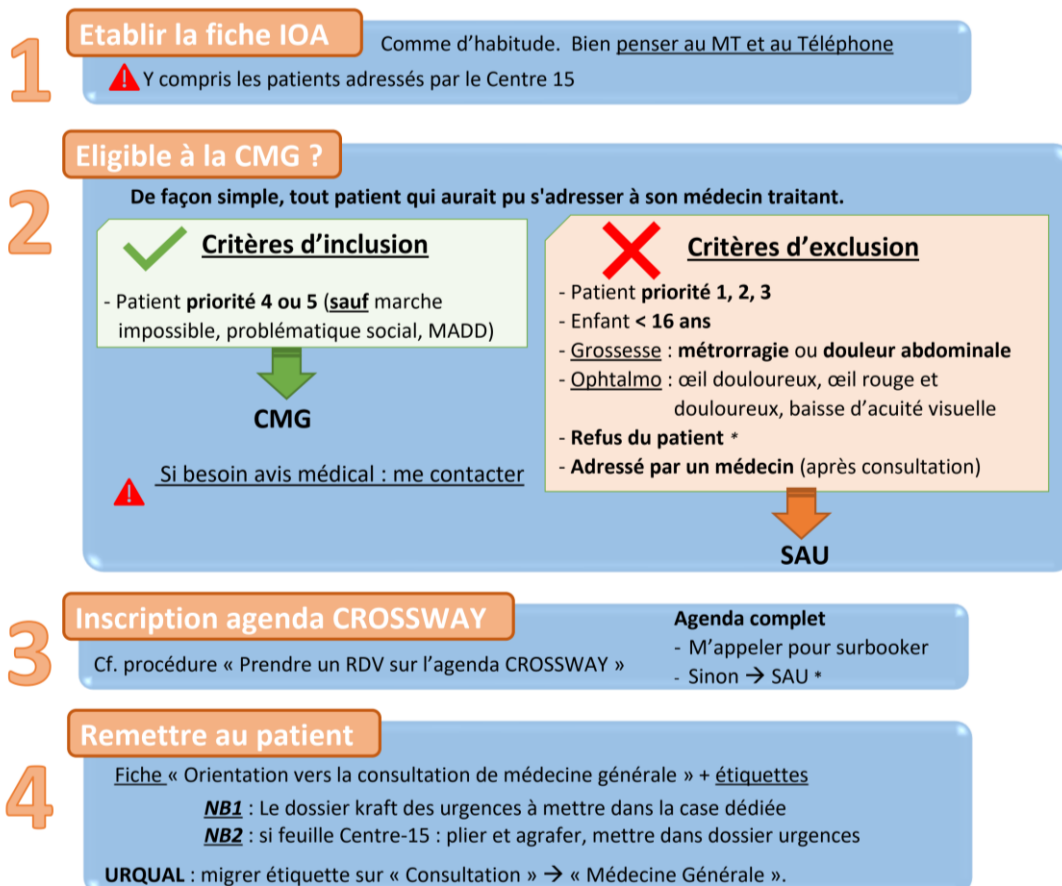 1
Etablir la fiche IOA
Comme d’habitude. Bien penser au MT et au Téléphone
Y compris les patients adressés par le Centre 15
2
Eligible à la CMG ?
De façon simple, tout patient qui aurait pu s'adresser à son médecin traitant.
Critères d’inclusion
- Patient priorité 4 ou 5 (sauf marche
impossible, problématique social, MADD)
CMG
Si besoin avis médical : me contacter
Critères d’exclusion
- Patient priorité 1, 2, 3
- Enfant < 16 ans
- Grossesse : métrorragie ou douleur abdominale
- Ophtalmo : œil douloureux, œil rouge et
douloureux, baisse d’acuité visuelle
- Refus du patient *
- Adressé par un médecin (après consultation)
SAU
3
Inscription agenda CROSSWAY
Cf. procédure « Prendre un RDV sur l’agenda CROSSWAY »
Agenda complet
- M’appeler pour surbooker
- Sinon → SAU *
4
Remettre au patient
Fiche « Orientation vers la consultation de médecine générale » + étiquettes
NB1 : Le dossier kraft des urgences à mettre dans la case dédiée
NB2 : si feuille Centre-15 : plier et agrafer, mettre dans dossier urgences
URQUAL : migrer étiquette sur « Consultation » → « Médecine Générale ».